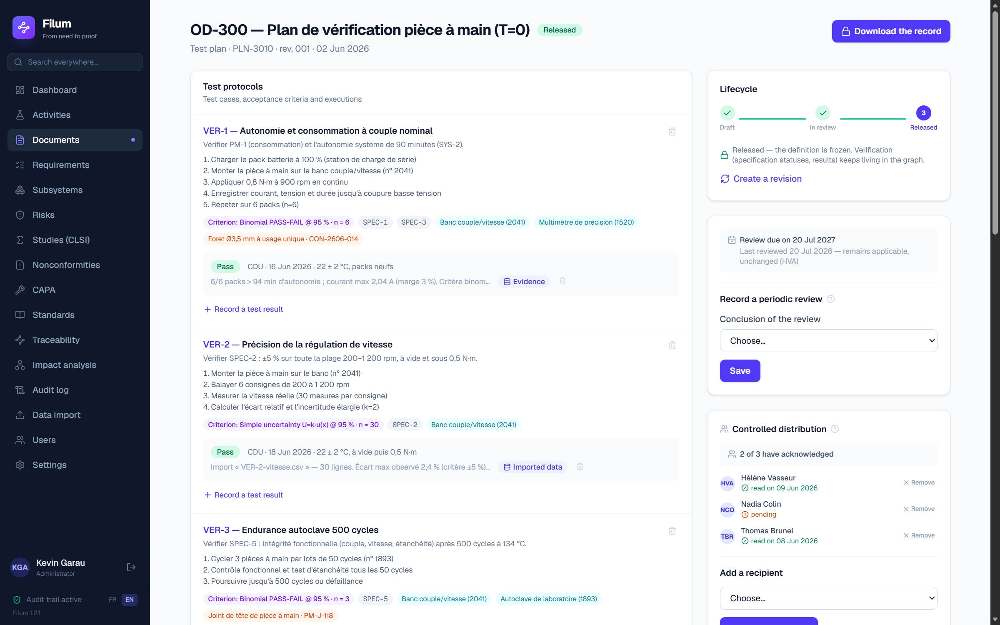 Filum
From need to proof
Search everywhere...
Dashboard
Activities
Documents
Requirements
Subsystems
Risks
Studies (CLSI)
Nonconformities
CAPA
Standards
Traceability
Impact analysis
Audit log
Data import
Users
Settings
KGA
Kevin Garau
Administrator
Audit trail active
FR
EN
Filum 1.2.1
OD-300 — Plan de vérification pièce à main (T=0)
Released
Test plan · PLN-3010 · rev. 001 · 02 Jun 2026
Download the record
Test protocols
Test cases, acceptance criteria and executions
VER-1 — Autonomie et consommation à couple nominal
Vérifier PM-1 (consommation) et l'autonomie système de 90 minutes (SYS-2).
1. Charger le pack batterie à 100 % (station de charge de série)
2. Monter la pièce à main sur le banc couple/vitesse (n° 2041)
3. Appliquer 0,8 N·m à 900 rpm en continu
4. Enregistrer courant, tension et durée jusqu'à coupure basse tension
5. Répéter sur 6 packs (n=6)
Criterion: Binomial PASS-FAIL @ 95 % · n = 6
SPEC-1
SPEC-3
Banc couple/vitesse (2041)
Multimètre de précision (1520)
Foret Ø3,5 mm à usage unique · CON-2606-014
Pass
CDU · 16 Jun 2026 · 22 ± 2 °C, packs neufs
6/6 packs > 94 min d'autonomie ; courant max 2,04 A (marge 3 %). Critère binom...
Evidence
Record a test result
VER-2 — Précision de la régulation de vitesse
Vérifier SPEC-2 : ±5 % sur toute la plage 200–1 200 rpm, à vide et sous 0,5 N·m.
1. Monter la pièce à main sur le banc (n° 2041)
2. Balayer 6 consignes de 200 à 1 200 rpm
3. Mesurer la vitesse réelle (30 mesures par consigne)
4. Calculer l'écart relatif et l'incertitude élargie (k=2)
Criterion: Simple uncertainty U=k·u(x) @ 95 % · n = 30
SPEC-2
Banc couple/vitesse (2041)
Pass
CDU · 18 Jun 2026 · 22 ± 2 °C, à vide puis 0,5 N·m
Import « VER-2-vitesse.csv » — 30 lignes. Écart max observé 2,4 % (critère ±5 %)...
Imported data
Record a test result
VER-3 — Endurance autoclave 500 cycles
Vérifier SPEC-5 : intégrité fonctionnelle (couple, vitesse, étanchéité) après 500 cycles à 134 °C.
1. Cycler 3 pièces à main par lots de 50 cycles (n° 1893)
2. Contrôle fonctionnel et test d'étanchéité tous les 50 cycles
3. Poursuivre jusqu'à 500 cycles ou défaillance
Criterion: Binomial PASS-FAIL @ 95 % · n = 3
SPEC-5
Banc couple/vitesse (2041)
Autoclave de laboratoire (1893)
Joint de tête de pièce à main · PM-J-118
Lifecycle
3
Draft
In review
Released
Released — the definition is frozen. Verification
(specification statuses, results) keeps living in the graph.
Create a revision
Review due on 20 Jul 2027
Last reviewed 20 Jul 2026 — remains applicable,
unchanged (HVA)
Record a periodic review
Conclusion of the review
Choose...
Save
Controlled distribution
2 of 3 have acknowledged
HVA
Hélène Vasseur
read on 09 Jun 2026
Remove
NCO
Nadia Colin
pending
Remove
TBR
Thomas Brunel
read on 08 Jun 2026
Remove
Add a recipient
Choose...